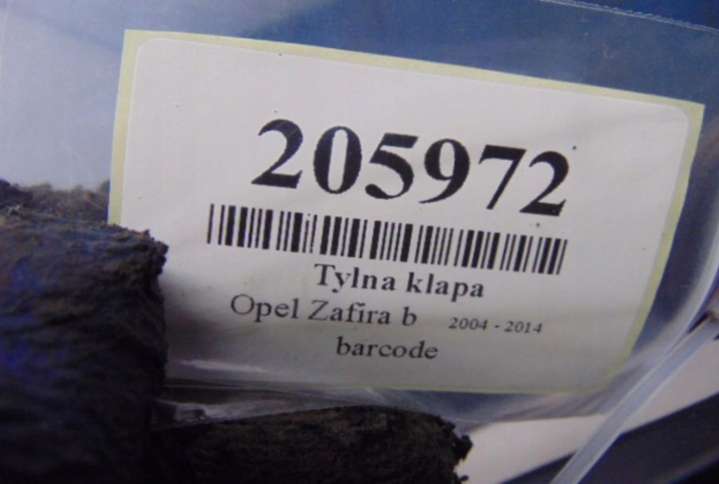 205972
Tylna klapa
Opel Zafira b 2004 - 2014
barcode